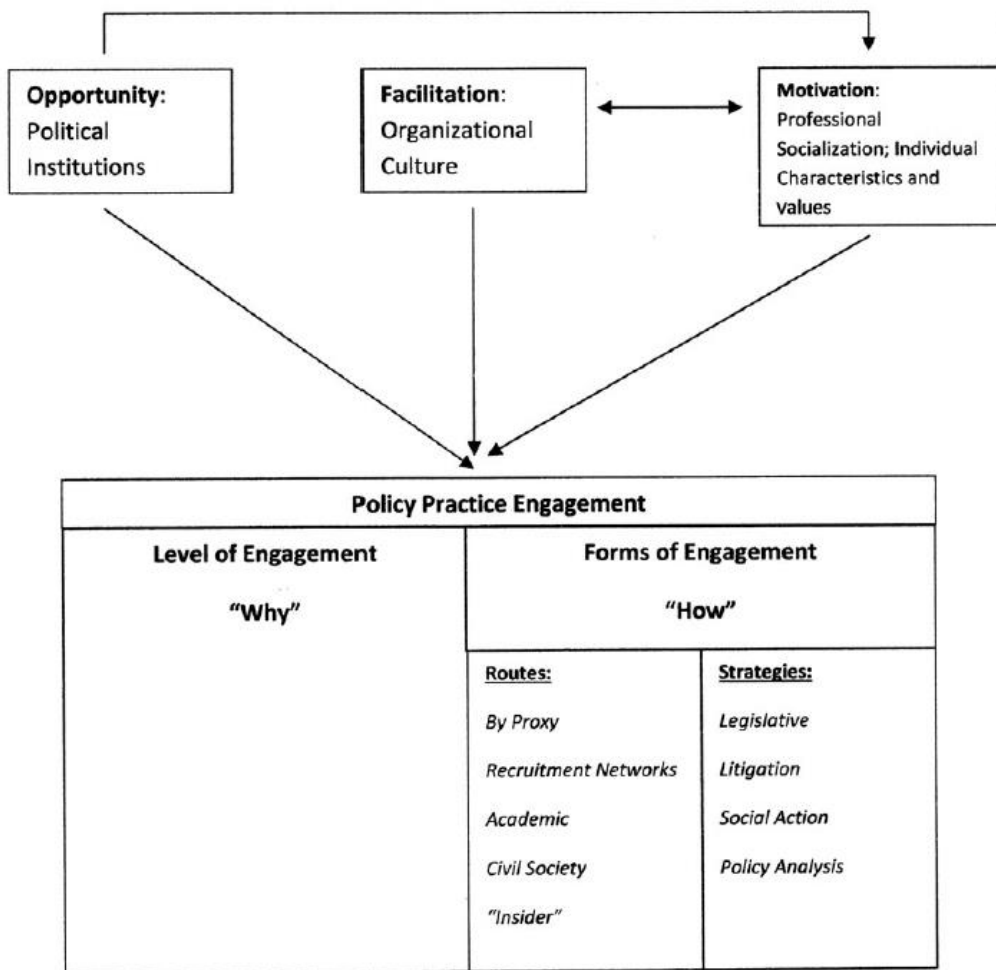 Opportunity:
Political
Institutions
Facilitation:
Organizational
Culture
Motivation:
Professional
Socialization; Individual
Characteristics and
values
Policy Practice Engagement
Level of Engagement
"Why"
Forms of Engagement
"How"
Routes:
By Proxy
Recruitment Networks
Academic
Civil Society
"Insider"
Strategies:
Legislative
Litigation
Social Action
Policy Analysis